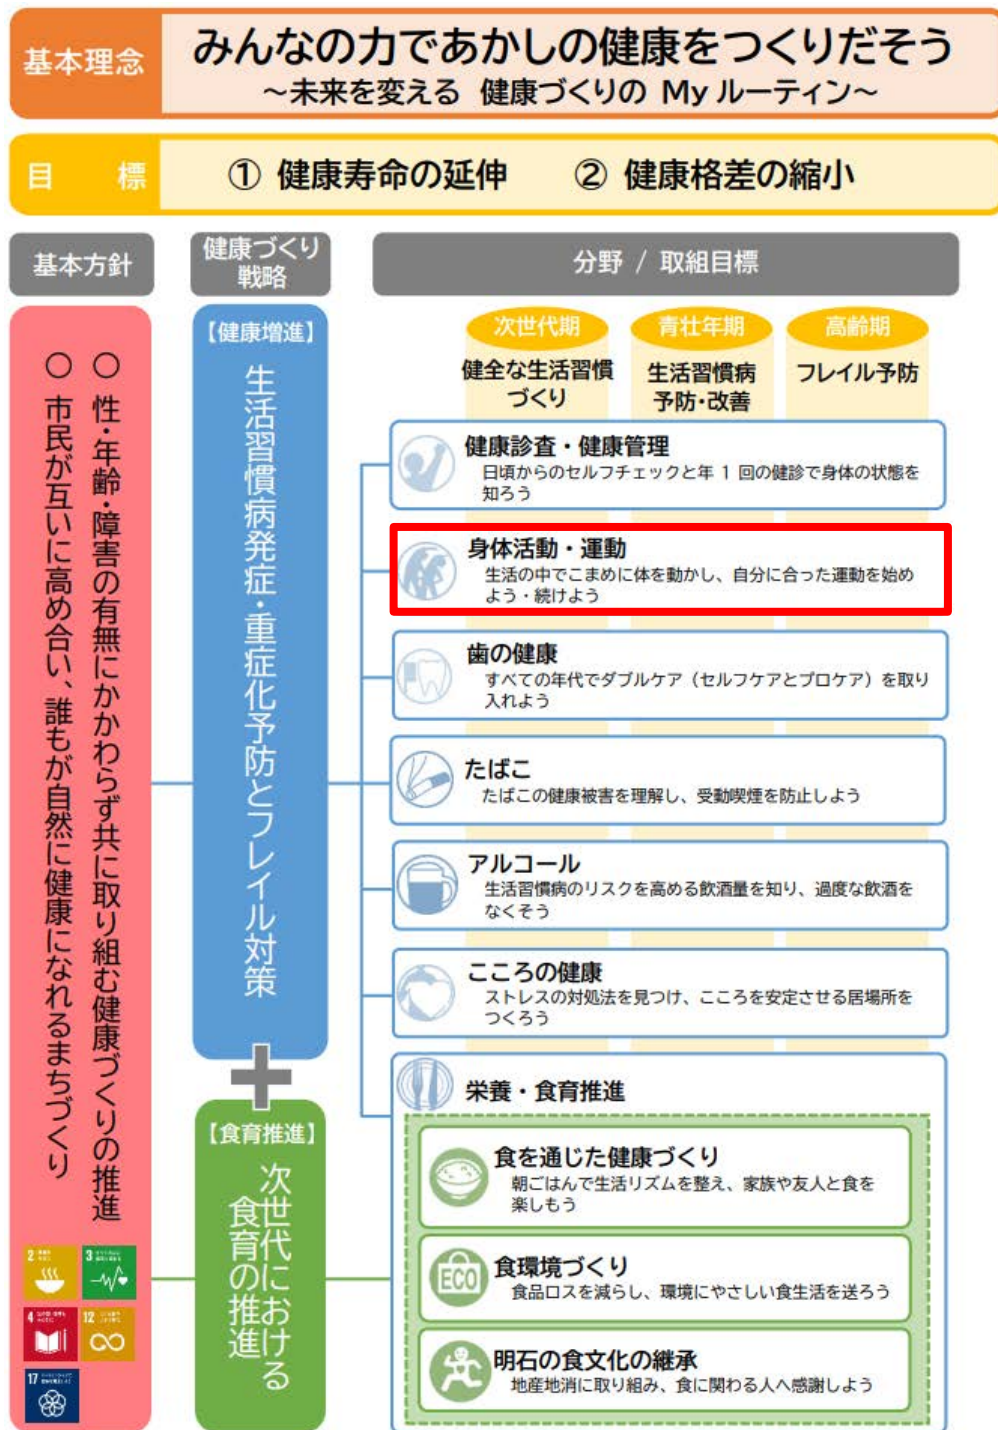 基本理念
みんなの力であかしの健康をつくりだそう
～未来を変える 健康づくりの My ルーティン～
目 標
① 健康寿命の延伸 ② 健康格差の縮小
基本方針
健康づくり
戦略
分野 / 取組目標
○ 性・年齢・障害の有無にかかわらず共に取り組む健康づくりの推進
○ 市民が互いに高め合い、誰もが自然に健康になれるまちづくり
2
3
4
12
17
【健康増進】
生活習慣病発症・重症化予防とフレイル対策
【食育推進】
次世代における
食育の推進
次世代期
青壮年期
高齢期
健全な生活習慣
づくり
生活習慣病
予防・改善
フレイル予防
健康診査・健康管理
日頃からのセルフチェックと年 1 回の健診で身体の状態を
知ろう
身体活動・運動
生活の中でこまめに体を動かし、自分に合った運動を始め
よう・続けよう
歯の健康
すべての年代でダブルケア（セルフケアとプロケア）を取り
入れよう
たばこ
たばこの健康被害を理解し、受動喫煙を防止しよう
アルコール
生活習慣病のリスクを高める飲酒量を知り、過度な飲酒を
なくそう
こころの健康
ストレスの対処法を見つけ、こころを安定させる居場所を
つくろう
栄養・食育推進
食を通じた健康づくり
朝ごはんで生活リズムを整え、家族や友人と食を
楽しもう
ECO
食環境づくり
食品ロスを減らし、環境にやさしい食生活を送ろう
明石の食文化の継承
地産地消に取り組み、食に関わる人へ感謝しよう